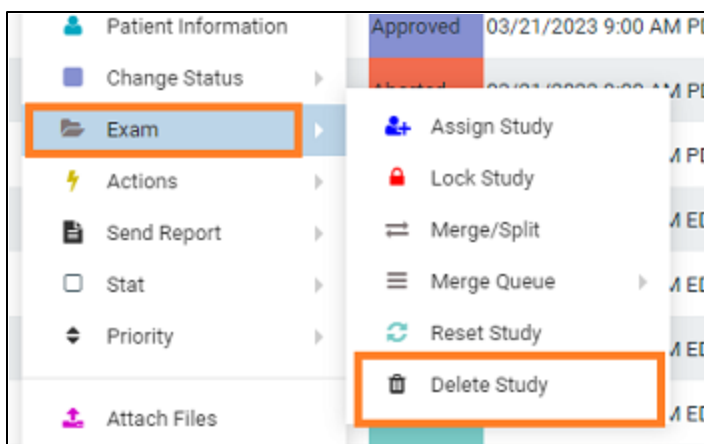 Patient Information
Approved 03/21/2023 9:00 AM
Change Status
Exam
Assign Study
Actions
Lock Study
Send Report
Merge/Split
Stat
Merge Queue
Priority
Reset Study
Delete Study
Attach Files